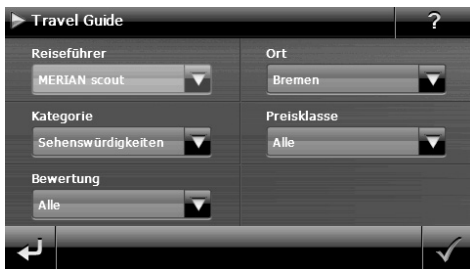 Travel Guide ?
Reiseführer
MERIAN scout
Ort
Bremen
Kategorie
Sehenswürdigkeiten
Preisklasse
Alle
Bewertung
Alle